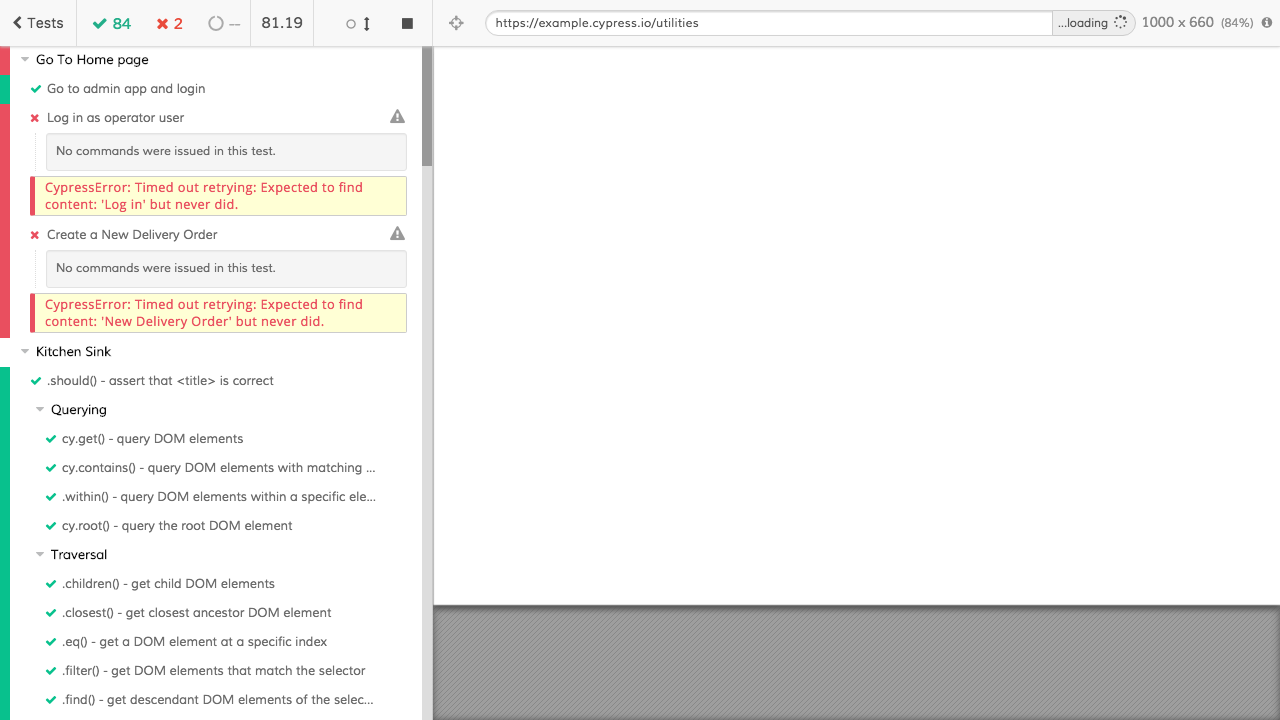 Tests 84 2 -- 81.19 https://example.cypress.io/utilities ...loading 1000 x 660 (84%)
Go To Home page
Go to admin app and login
Log in as operator user
No commands were issued in this test.
CypressError: Timed out retrying: Expected to find
content: 'Log in' but never did.
Create a New Delivery Order
No commands were issued in this test.
CypressError: Timed out retrying: Expected to find
content: 'New Delivery Order' but never did.
Kitchen Sink
.should() - assert that <title> is correct
Querying
cy.get() - query DOM elements
cy.contains() - query DOM elements with matching ...
.within() - query DOM elements within a specific ele...
cy.root() - query the root DOM element
Traversal
.children() - get child DOM elements
.closest() - get closest ancestor DOM element
.eq() - get a DOM element at a specific index
.filter() - get DOM elements that match the selector
.find() - get descendant DOM elements of the selec...